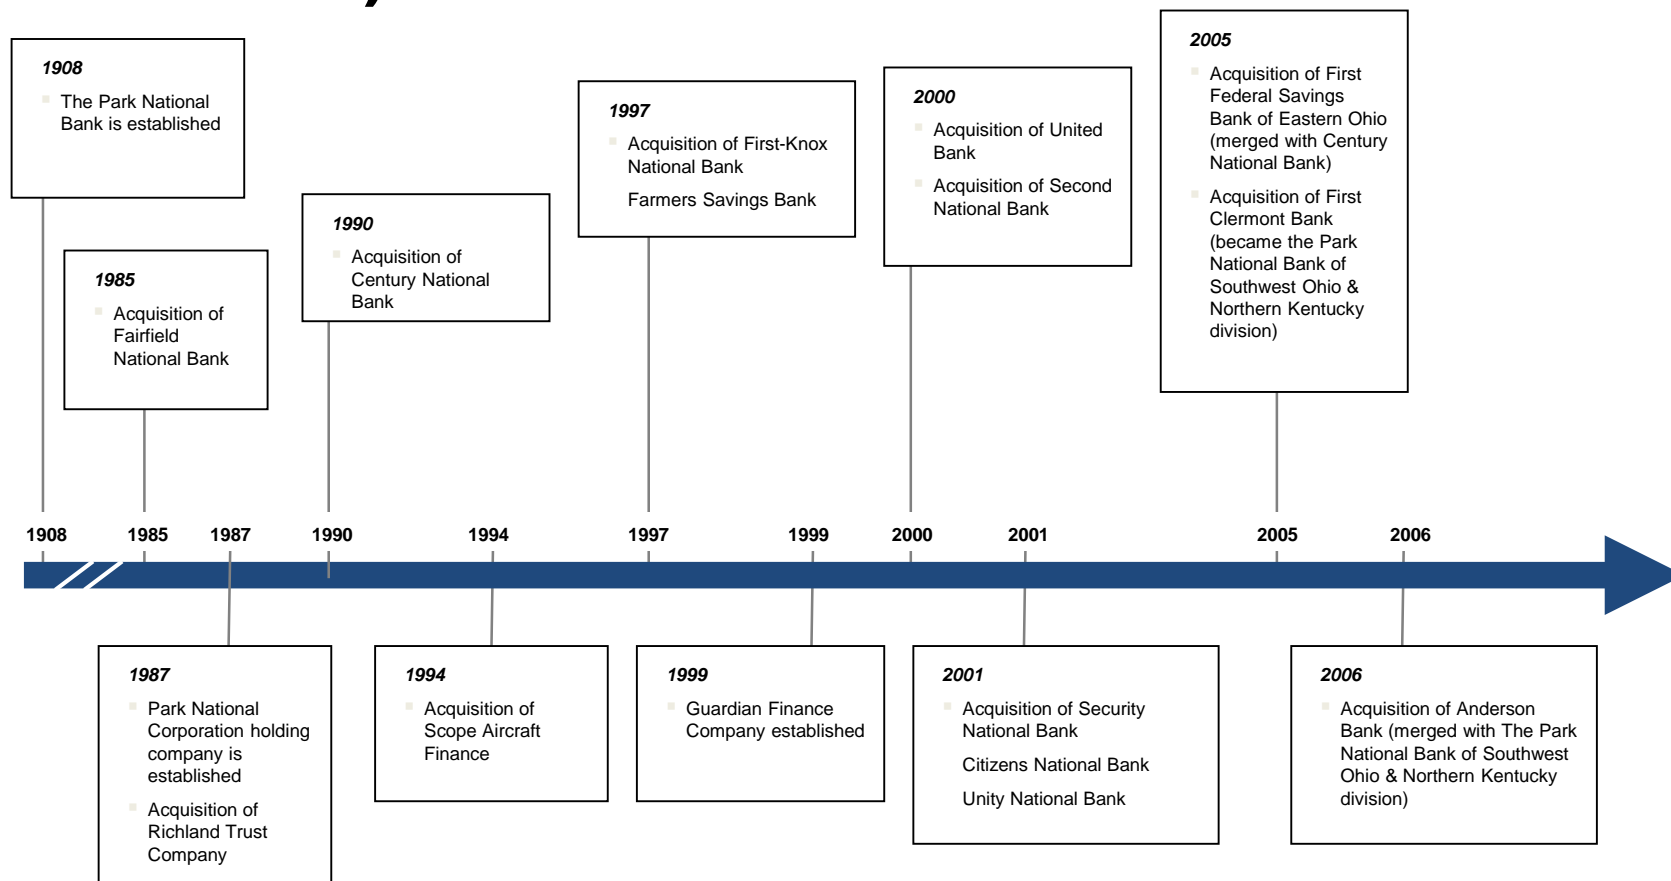 1908
The Park National
Bank is established
1985
Acquisition of
Fairfield
National Bank
1990
Acquisition of
Century National
Bank
1997
Acquisition of First-Knox
National Bank
Farmers Savings Bank
2000
Acquisition of United
Bank
Acquisition of Second
National Bank
2005
Acquisition of First
Federal Savings
Bank of Eastern Ohio
(merged with Century
National Bank)
Acquisition of First
Clermont Bank
(became the Park
National Bank of
Southwest Ohio &
Northern Kentucky
division)
1908 1985 1987 1990 1994 1997 1999 2000 2001 2005 2006
1987
Park National
Corporation holding
company is
established
Acquisition of
Richland Trust
Company
1994
Acquisition of
Scope Aircraft
Finance
1999
Guardian Finance
Company established
2001
Acquisition of Security
National Bank
Citizens National Bank
Unity National Bank
2006
Acquisition of Anderson
Bank (merged with The Park
National Bank of Southwest
Ohio & Northern Kentucky
division)